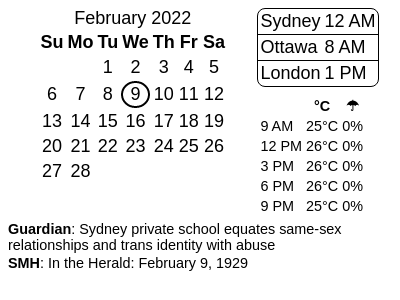 February 2022
Su Mo Tu We Th Fr Sa
1 2 3 4 5
6 7 8 9 10 11 12
13 14 15 16 17 18 19
20 21 22 23 24 25 26
27 28
Sydney 12 AM
Ottawa 8 AM
London 1 PM
°C ☂
9 AM 25°C 0%
12 PM 26°C 0%
3 PM 26°C 0%
6 PM 26°C 0%
9 PM 25°C 0%
Guardian: Sydney private school equates same-sex
relationships and trans identity with abuse
SMH: In the Herald: February 9, 1929